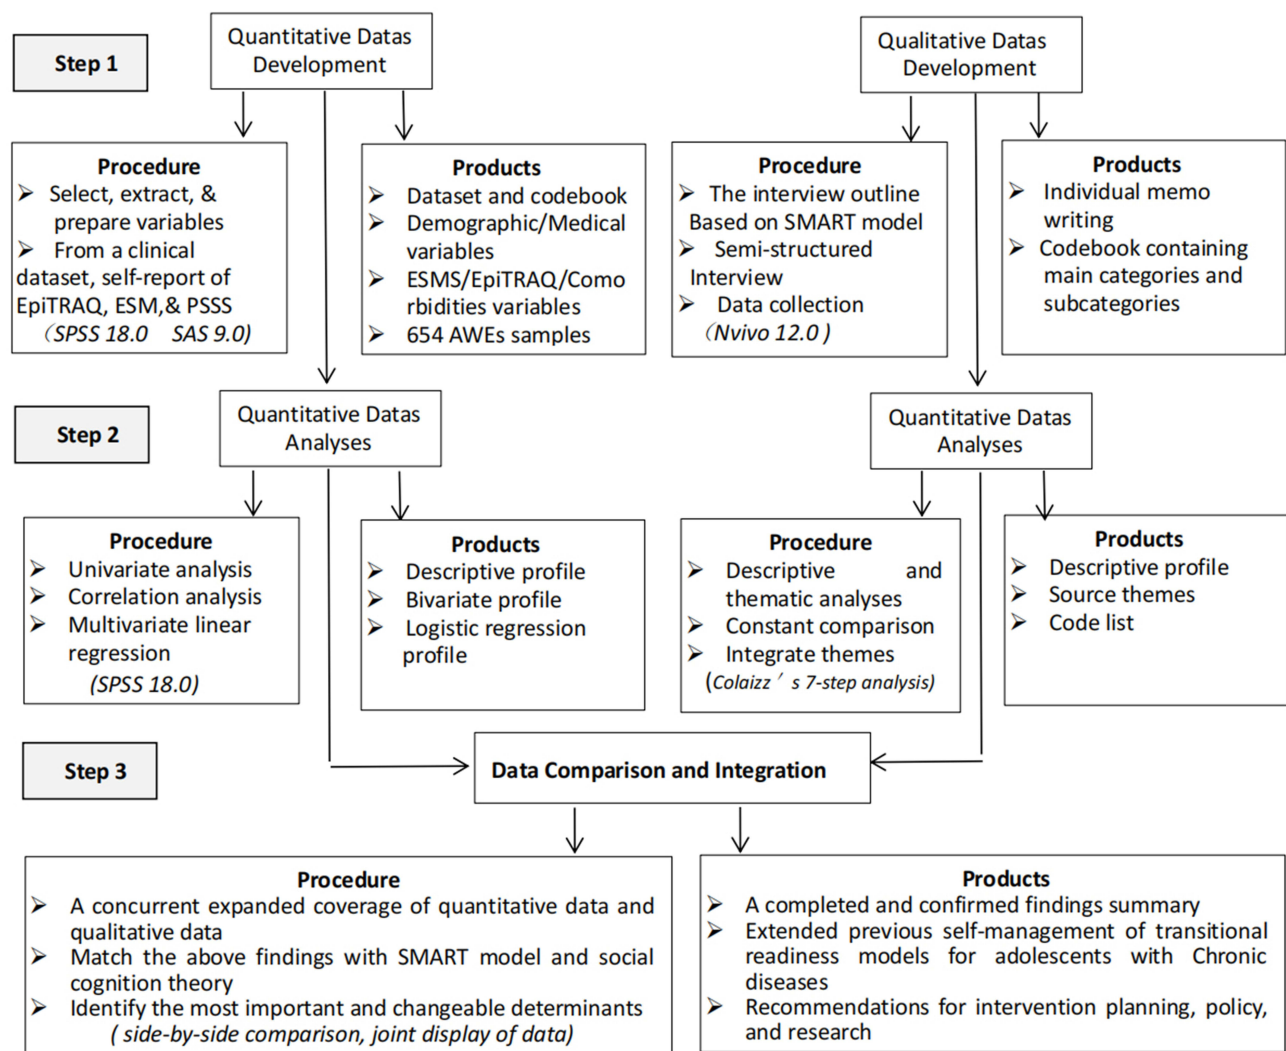 Step 1
Quantitative Datas
Development
Qualitative Datas
Development
Procedure
➢ Select, extract, &
prepare variables
➢ From a clinical
dataset, self-report of
EpiTRAQ, ESM,& PSSS
（SPSS 18.0 SAS 9.0)
Products
➢ Dataset and codebook
➢ Demographic/Medical
variables
➢ ESMS/EpiTRAQ/Como
rbidities variables
➢ 654 AWEs samples
Procedure
➢ The interview outline
Based on SMART model
➢ Semi-structured
Interview
➢ Data collection
（Nvivo 12.0 )
Products
➢ Individual memo
writing
➢ Codebook containing
main categories and
subcategories
Step 2
Quantitative Datas
Analyses
Quantitative Datas
Analyses
Procedure
➢ Univariate analysis
➢ Correlation analysis
➢ Multivariate linear
regression
(SPSS 18.0)
Products
➢ Descriptive profile
➢ Bivariate profile
➢ Logistic regression
profile
Procedure
➢ Descriptive and
thematic analyses
➢ Constant comparison
➢ Integrate themes
(Colaizz ′ s 7-step analysis)
Products
➢ Descriptive profile
➢ Source themes
➢ Code list
Step 3
Data Comparison and Integration
Procedure
➢ A concurrent expanded coverage of quantitative data and
qualitative data
➢ Match the above findings with SMART model and social
cognition theory
➢ Identify the most important and changeable determinants
( side-by-side comparison, joint display of data)
Products
➢ A completed and confirmed findings summary
➢ Extended previous self-management of transitional
readiness models for adolescents with Chronic
diseases
➢ Recommendations for intervention planning, policy,
and research